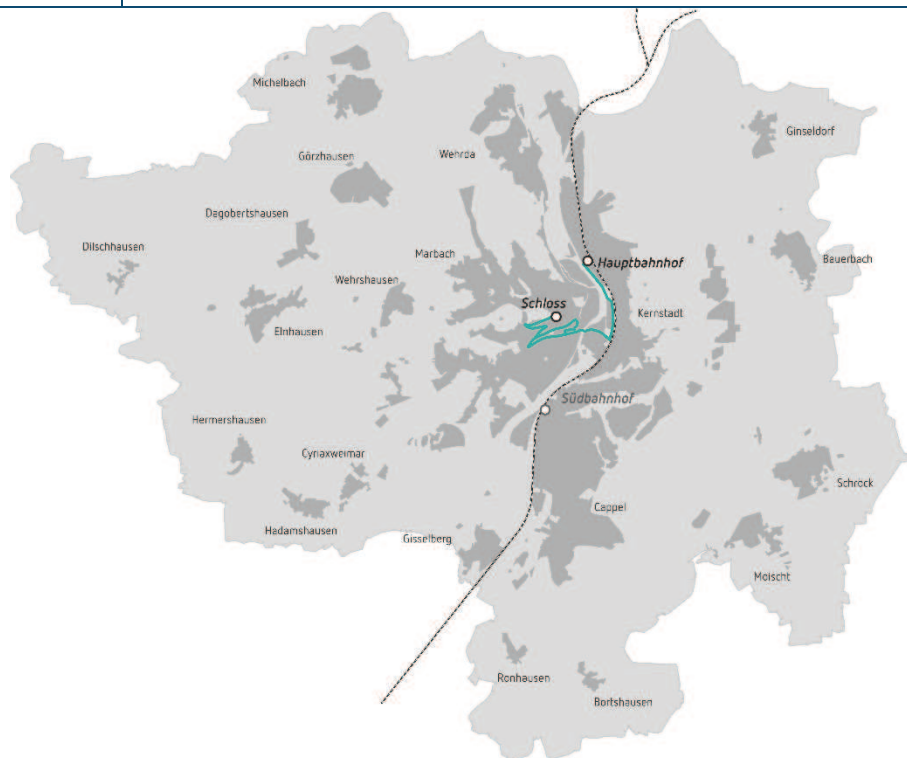 Michelbach
Ginseldorf
Wehrda
Görzhausen
Dagobertshausen
Dilschhausen
Marbach
Bauerbach
Hauptbahnhof
Wehrshausen
Schloss
Kernstadt
Elnhausen
Südbahnhof
Hermershausen
Cyriaxweimar
Schröck
Cappel
Hadamshausen
Gisselberg
Moischt
Ronhausen
Bortshausen